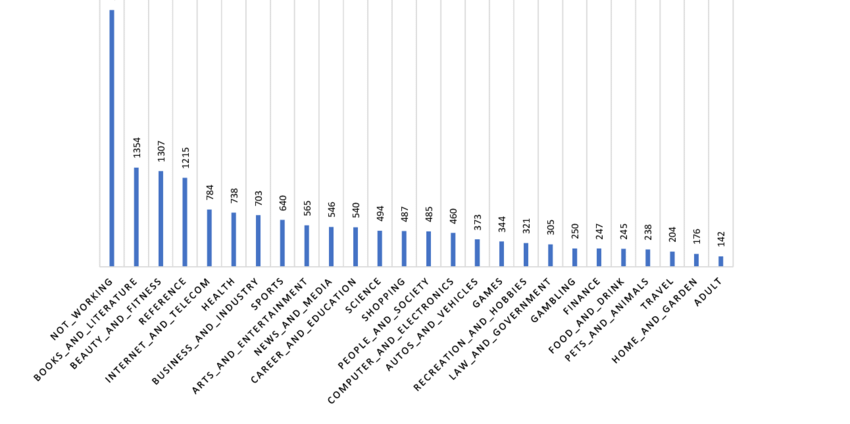 1354
1307
1215
784
738
703
640
565
546
540
494
487
485
460
373
344
321
305
250
247
245
238
204
176
142
NOT_WORKING
BOOKS_AND_LITERATURE
BEAUTY_AND_FITNESS
REFERENCE
INTERNET_AND_TELECOM
HEALTH
BUSINESS_AND_INDUSTRY
SPORTS
ARTS_AND_ENTERTAINMENT
NEWS_AND_MEDIA
CAREER_AND_EDUCATION
SCIENCE
SHOPPING
PEOPLE_AND_SOCIETY
COMPUTER_AND_ELECTRONICS
AUTOS_AND_VEHICLES
GAMES
RECREATION_AND_HOBBIES
LAW_AND_GOVERNMENT
GAMBLING
FINANCE
FOOD_AND_DRINK
PETS_AND_ANIMALS
TRAVEL
HOME_AND_GARDEN
ADULT